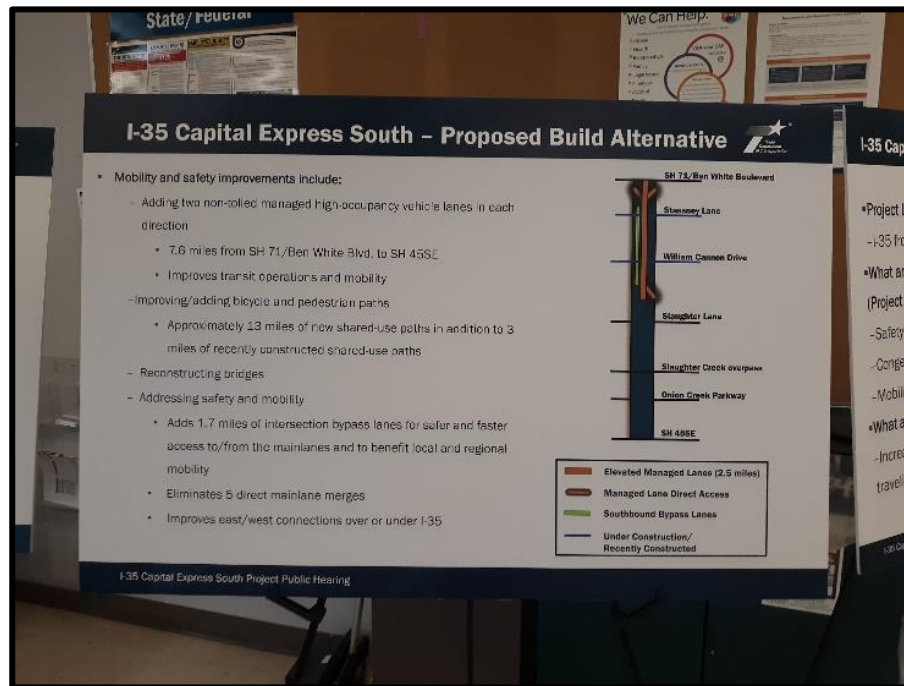 State/Federal
We Can Help.
I-35 Capital Express South – Proposed Build Alternative
▪ Mobility and safety improvements include:
– Adding two non-tolled managed high-occupancy vehicle lanes in each
direction
• 7.6 miles from SH 71/Ben White Blvd. to SH 45SE
• Improves transit operations and mobility
–Improving/adding bicycle and pedestrian paths
• Approximately 13 miles of new shared-use paths in addition to 3
miles of recently constructed shared-use paths
– Reconstructing bridges
– Addressing safety and mobility
• Adds 1.7 miles of intersection bypass lanes for safer and faster
access to/from the mainlanes and to benefit local and regional
mobility
• Eliminates 5 direct mainlane merges
• Improves east/west connections over or under I-35
SH 71/Ben White Boulevard
Stassney Lane
William Cannon Drive
Slaughter Lane
Slaughter Creek overpass
Onion Creek Parkway
SH 45SE
Elevated Managed Lanes (2.5 miles)
Managed Lane Direct Access
Southbound Bypass Lanes
Under Construction/
Recently Constructed
I-35 Capital Express South Project Public Hearing
I-35 Cap
▪Project
–I-35 fro
▪What ar
(Project
–Safety
–Conge
–Mobili
▪What a
–Increa
traveli